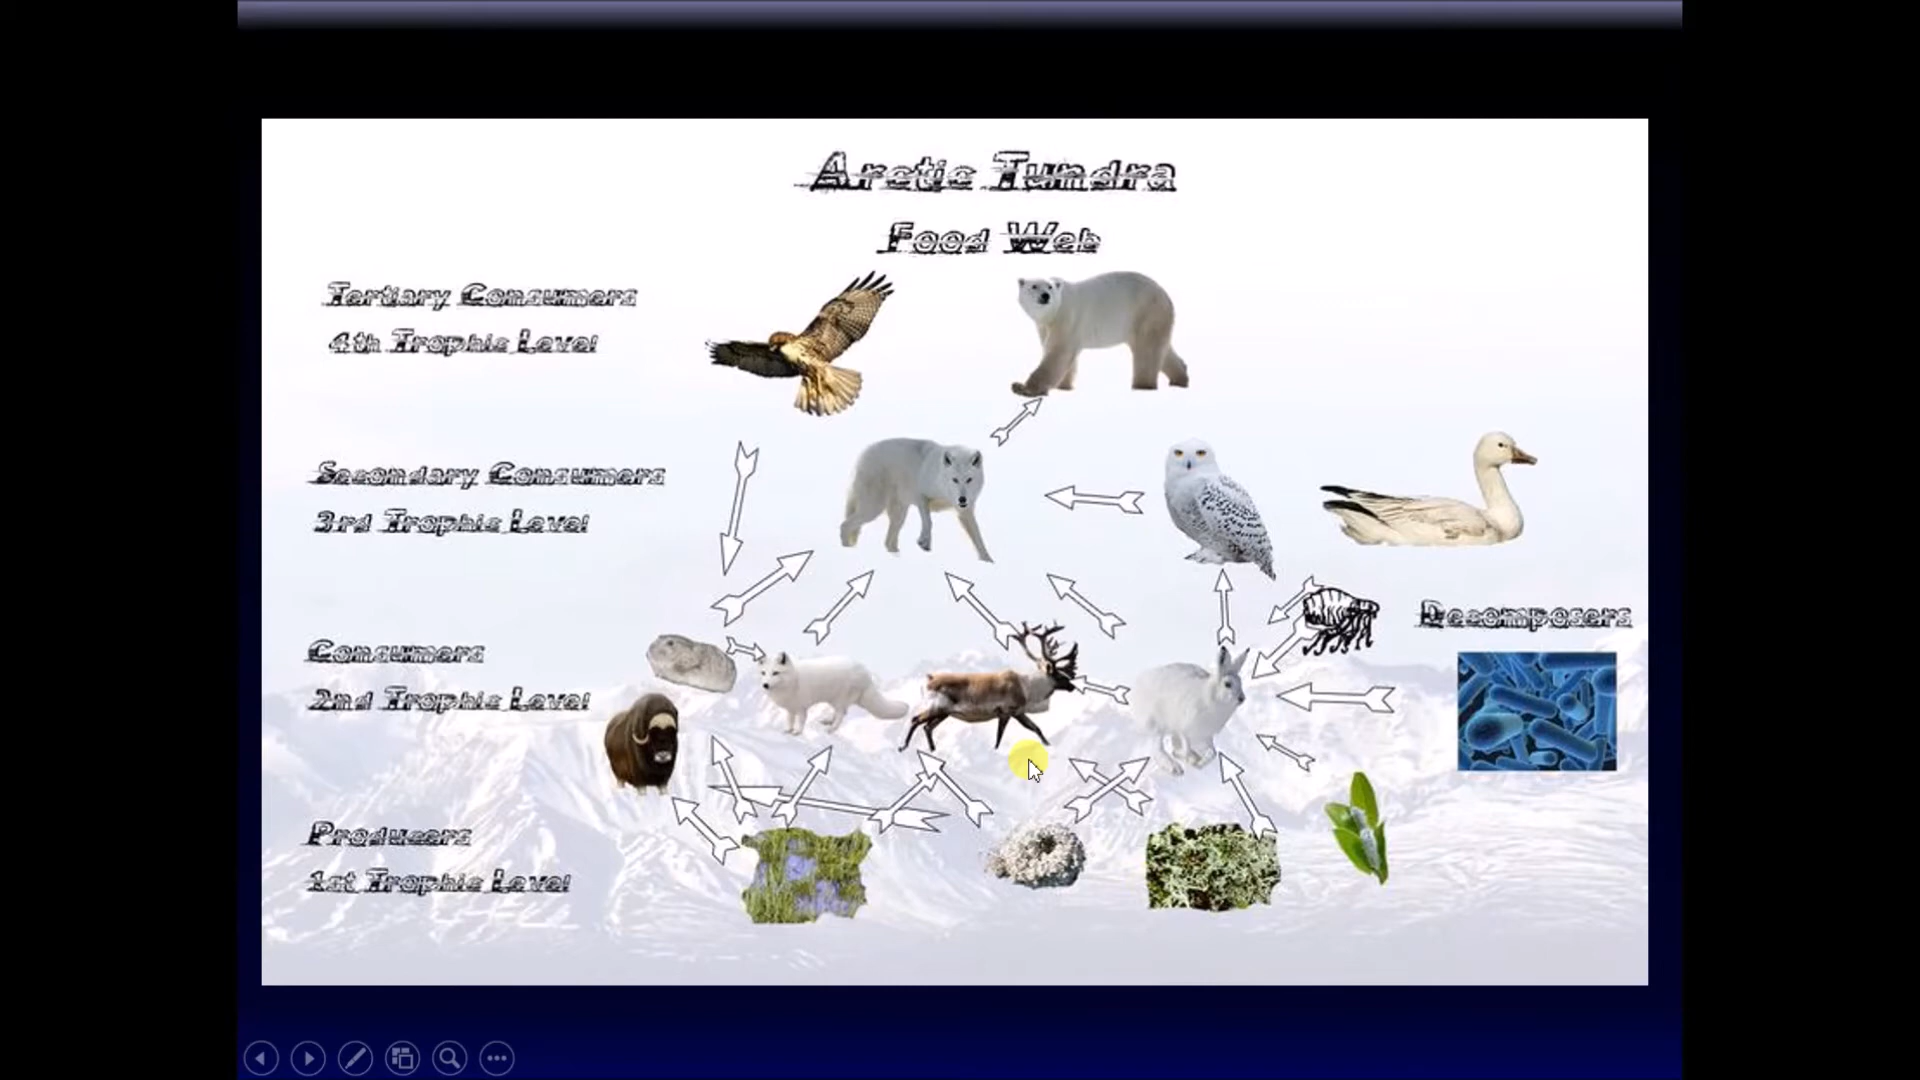 Arctic Tundra
Food Web
Tertiary Consumers
4th Trophic Level
Secondary Consumers
3rd Trophic Level
Decomposers
Consumers
2nd Trophic Level
Producers
1st Trophic Level